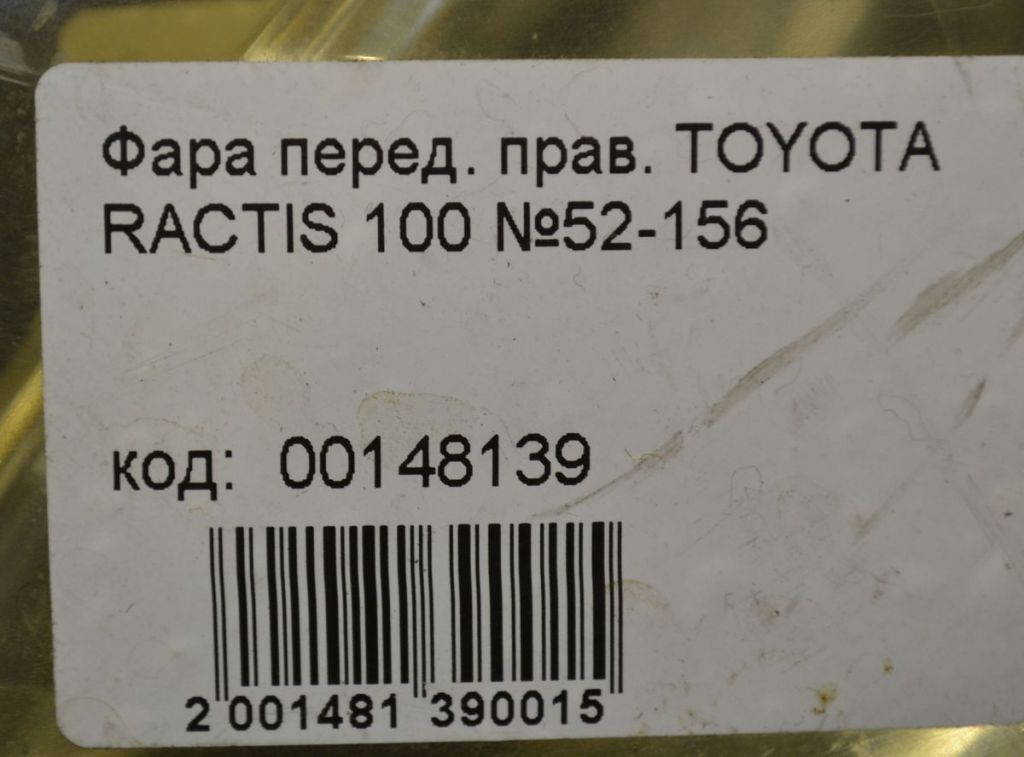 Фара перед. прав. TOYOTA
RACTIS 100 №52-156
код: 00148139
2 001481 390015